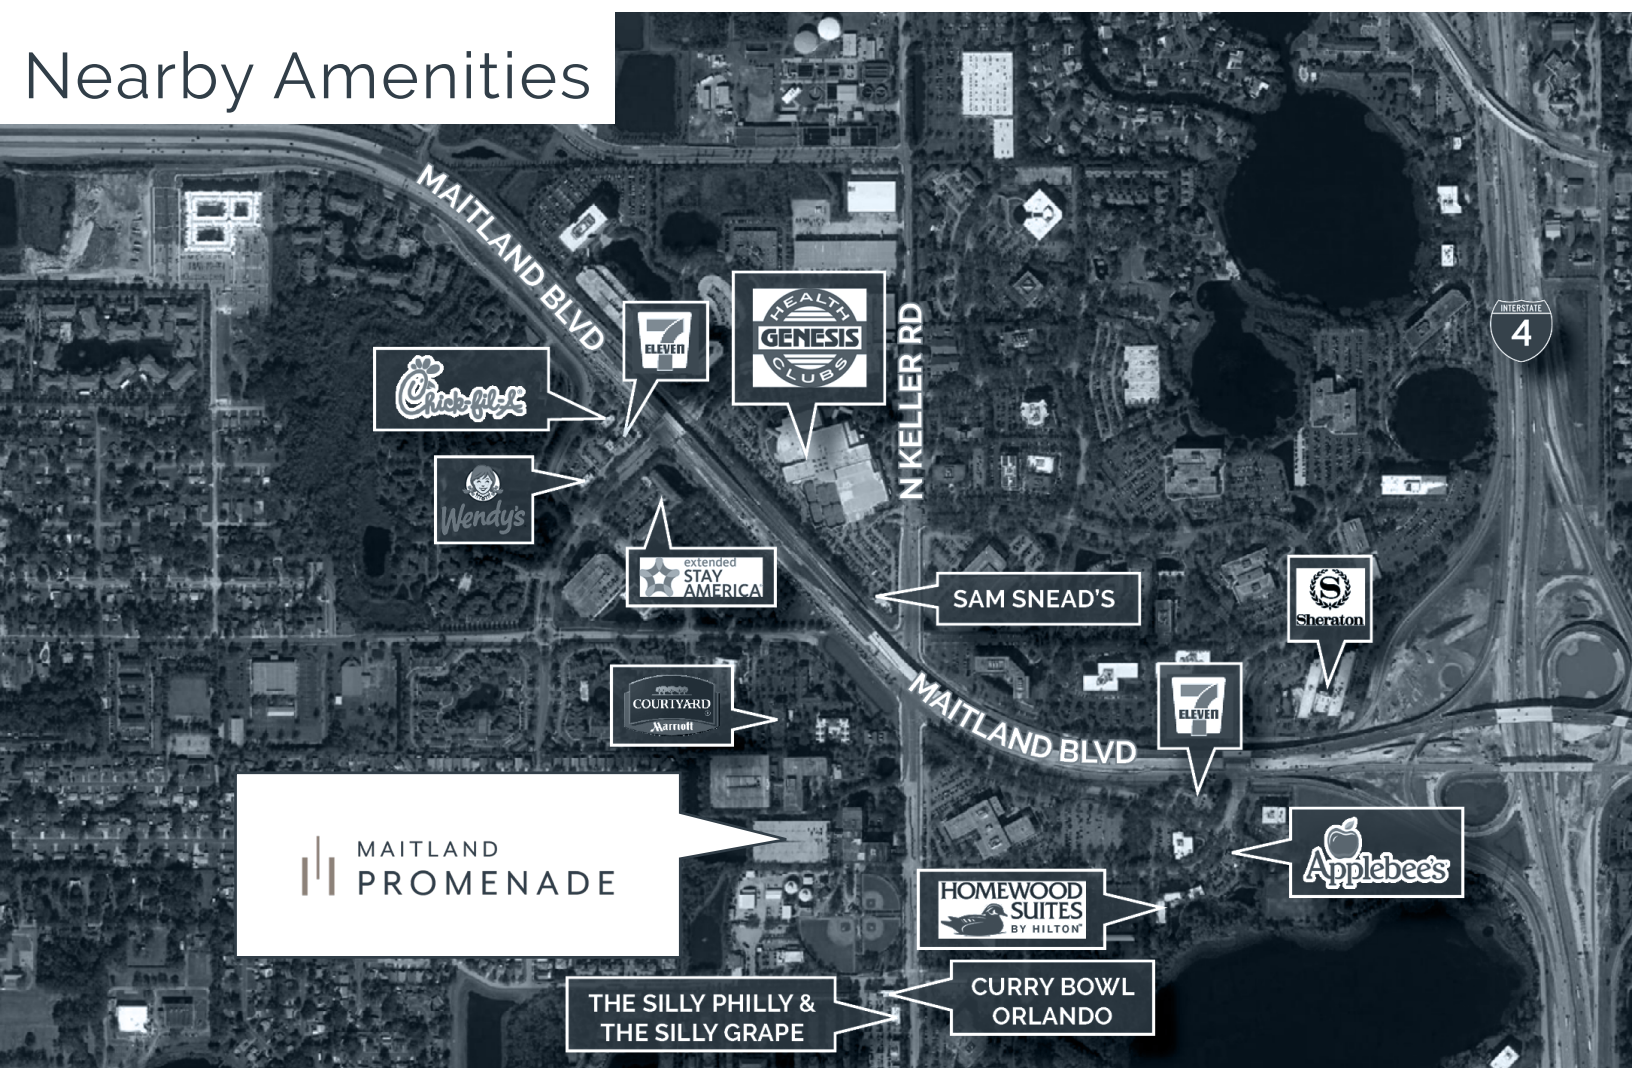 Nearby Amenities
MAITLAND BLVD
7
ELEVEN
HEALTH
GENESIS
CLUBS
N KELLER RD
INTERSTATE
4
Chick-fil-A
Wendy's
extended
STAY
AMERICA
SAM SNEAD'S
S
Sheraton
COURTYARD
Marriott
MAITLAND BLVD
7
ELEVEN
MAITLAND
PROMENADE
Applebee's
HOMEWOOD
SUITES
BY HILTON™
THE SILLY PHILLY &
THE SILLY GRAPE
CURRY BOWL
ORLANDO